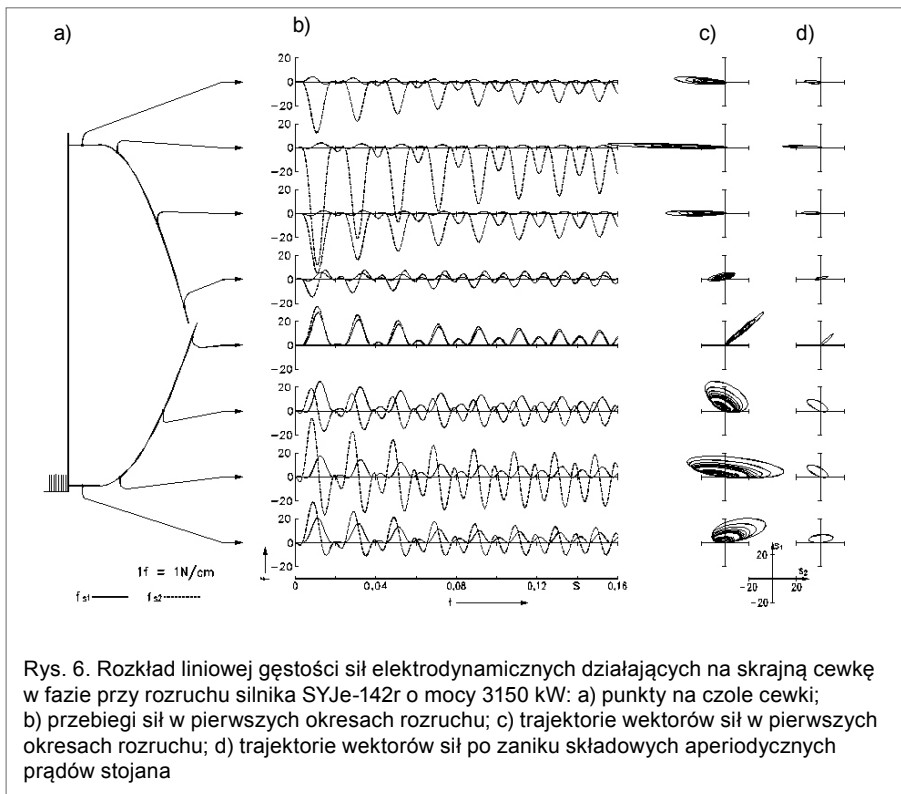 a)
b)
c)
d)
20
0
-20
20
0
-20
20
0
-20
20
0
-20
20
0
-20
20
0
-20
20
0
-20
20
0
-20
f
0
0.04
0.08
0.12
S
0.16
t
1f = 1N/cm
fs1 fs2
s1
20
s2
-20 20
-20
Rys. 6. Rozkład liniowej gęstości sił elektrodynamicznych działających na skrajną cewkę
w fazie przy rozruchu silnika SYJe-142r o mocy 3150 kW: a) punkty na czole cewki;
b) przebiegi sił w pierwszych okresach rozruchu; c) trajektorie wektorów sił w pierwszych
okresach rozruchu; d) trajektorie wektorów sił po zaniku składowych aperiodycznych
prądów stojana